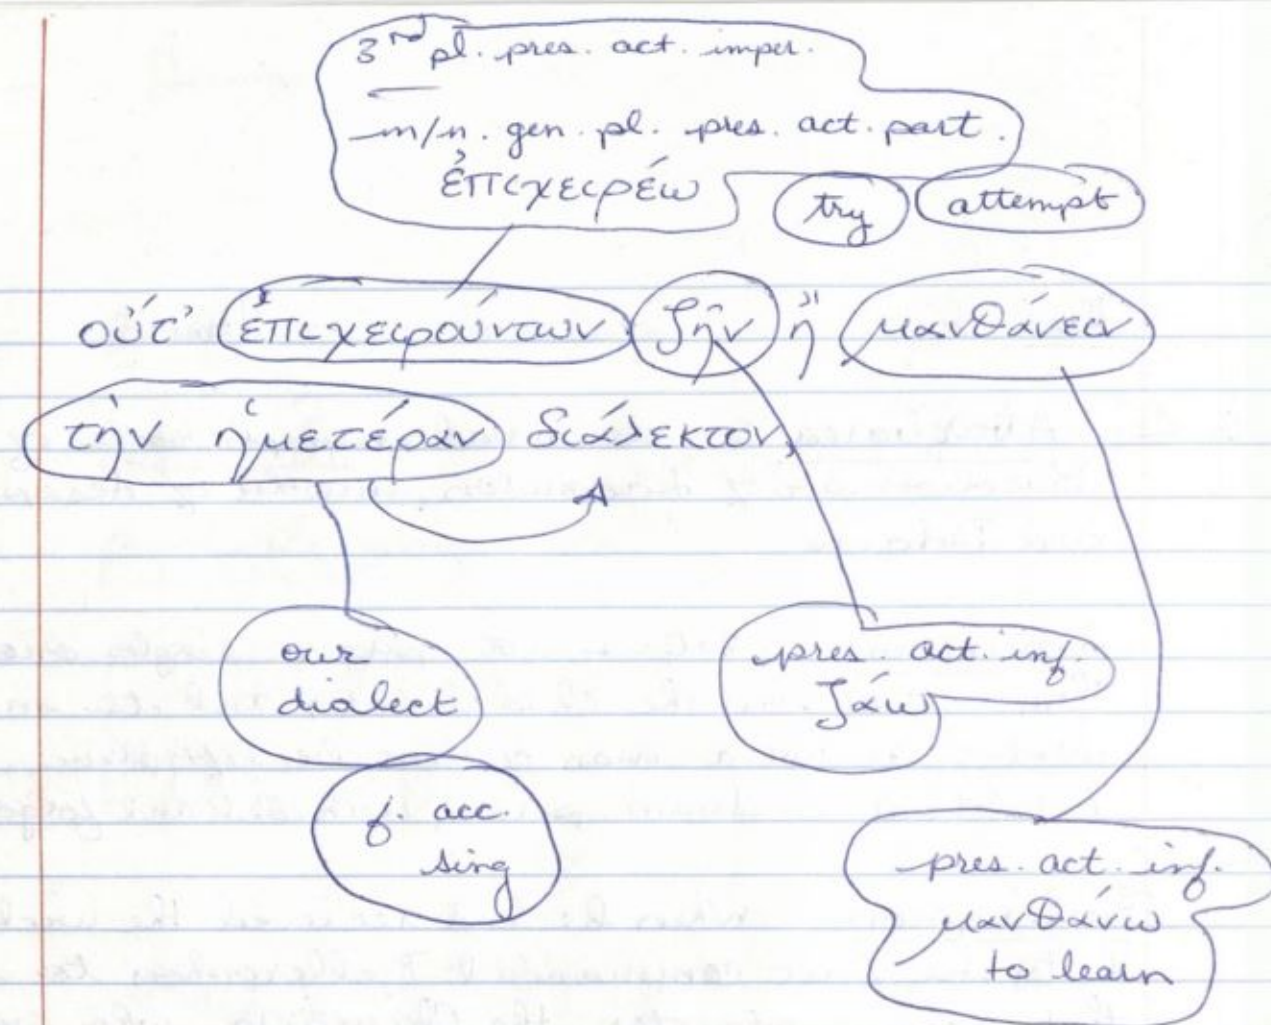 3rd pl. pres. act. imper.
m/n. gen. pl. pres. act. part.
ἐπιχειρέω
try
attempt
οὔτ' ἐπιχειρούντων ζῆν ἢ μανθάνειν
τὴν ἡμετέραν διάλεκτον,
our
dialect
f. acc.
sing
pres. act. inf.
ζάω
pres. act. inf.
μανθάνω
to learn